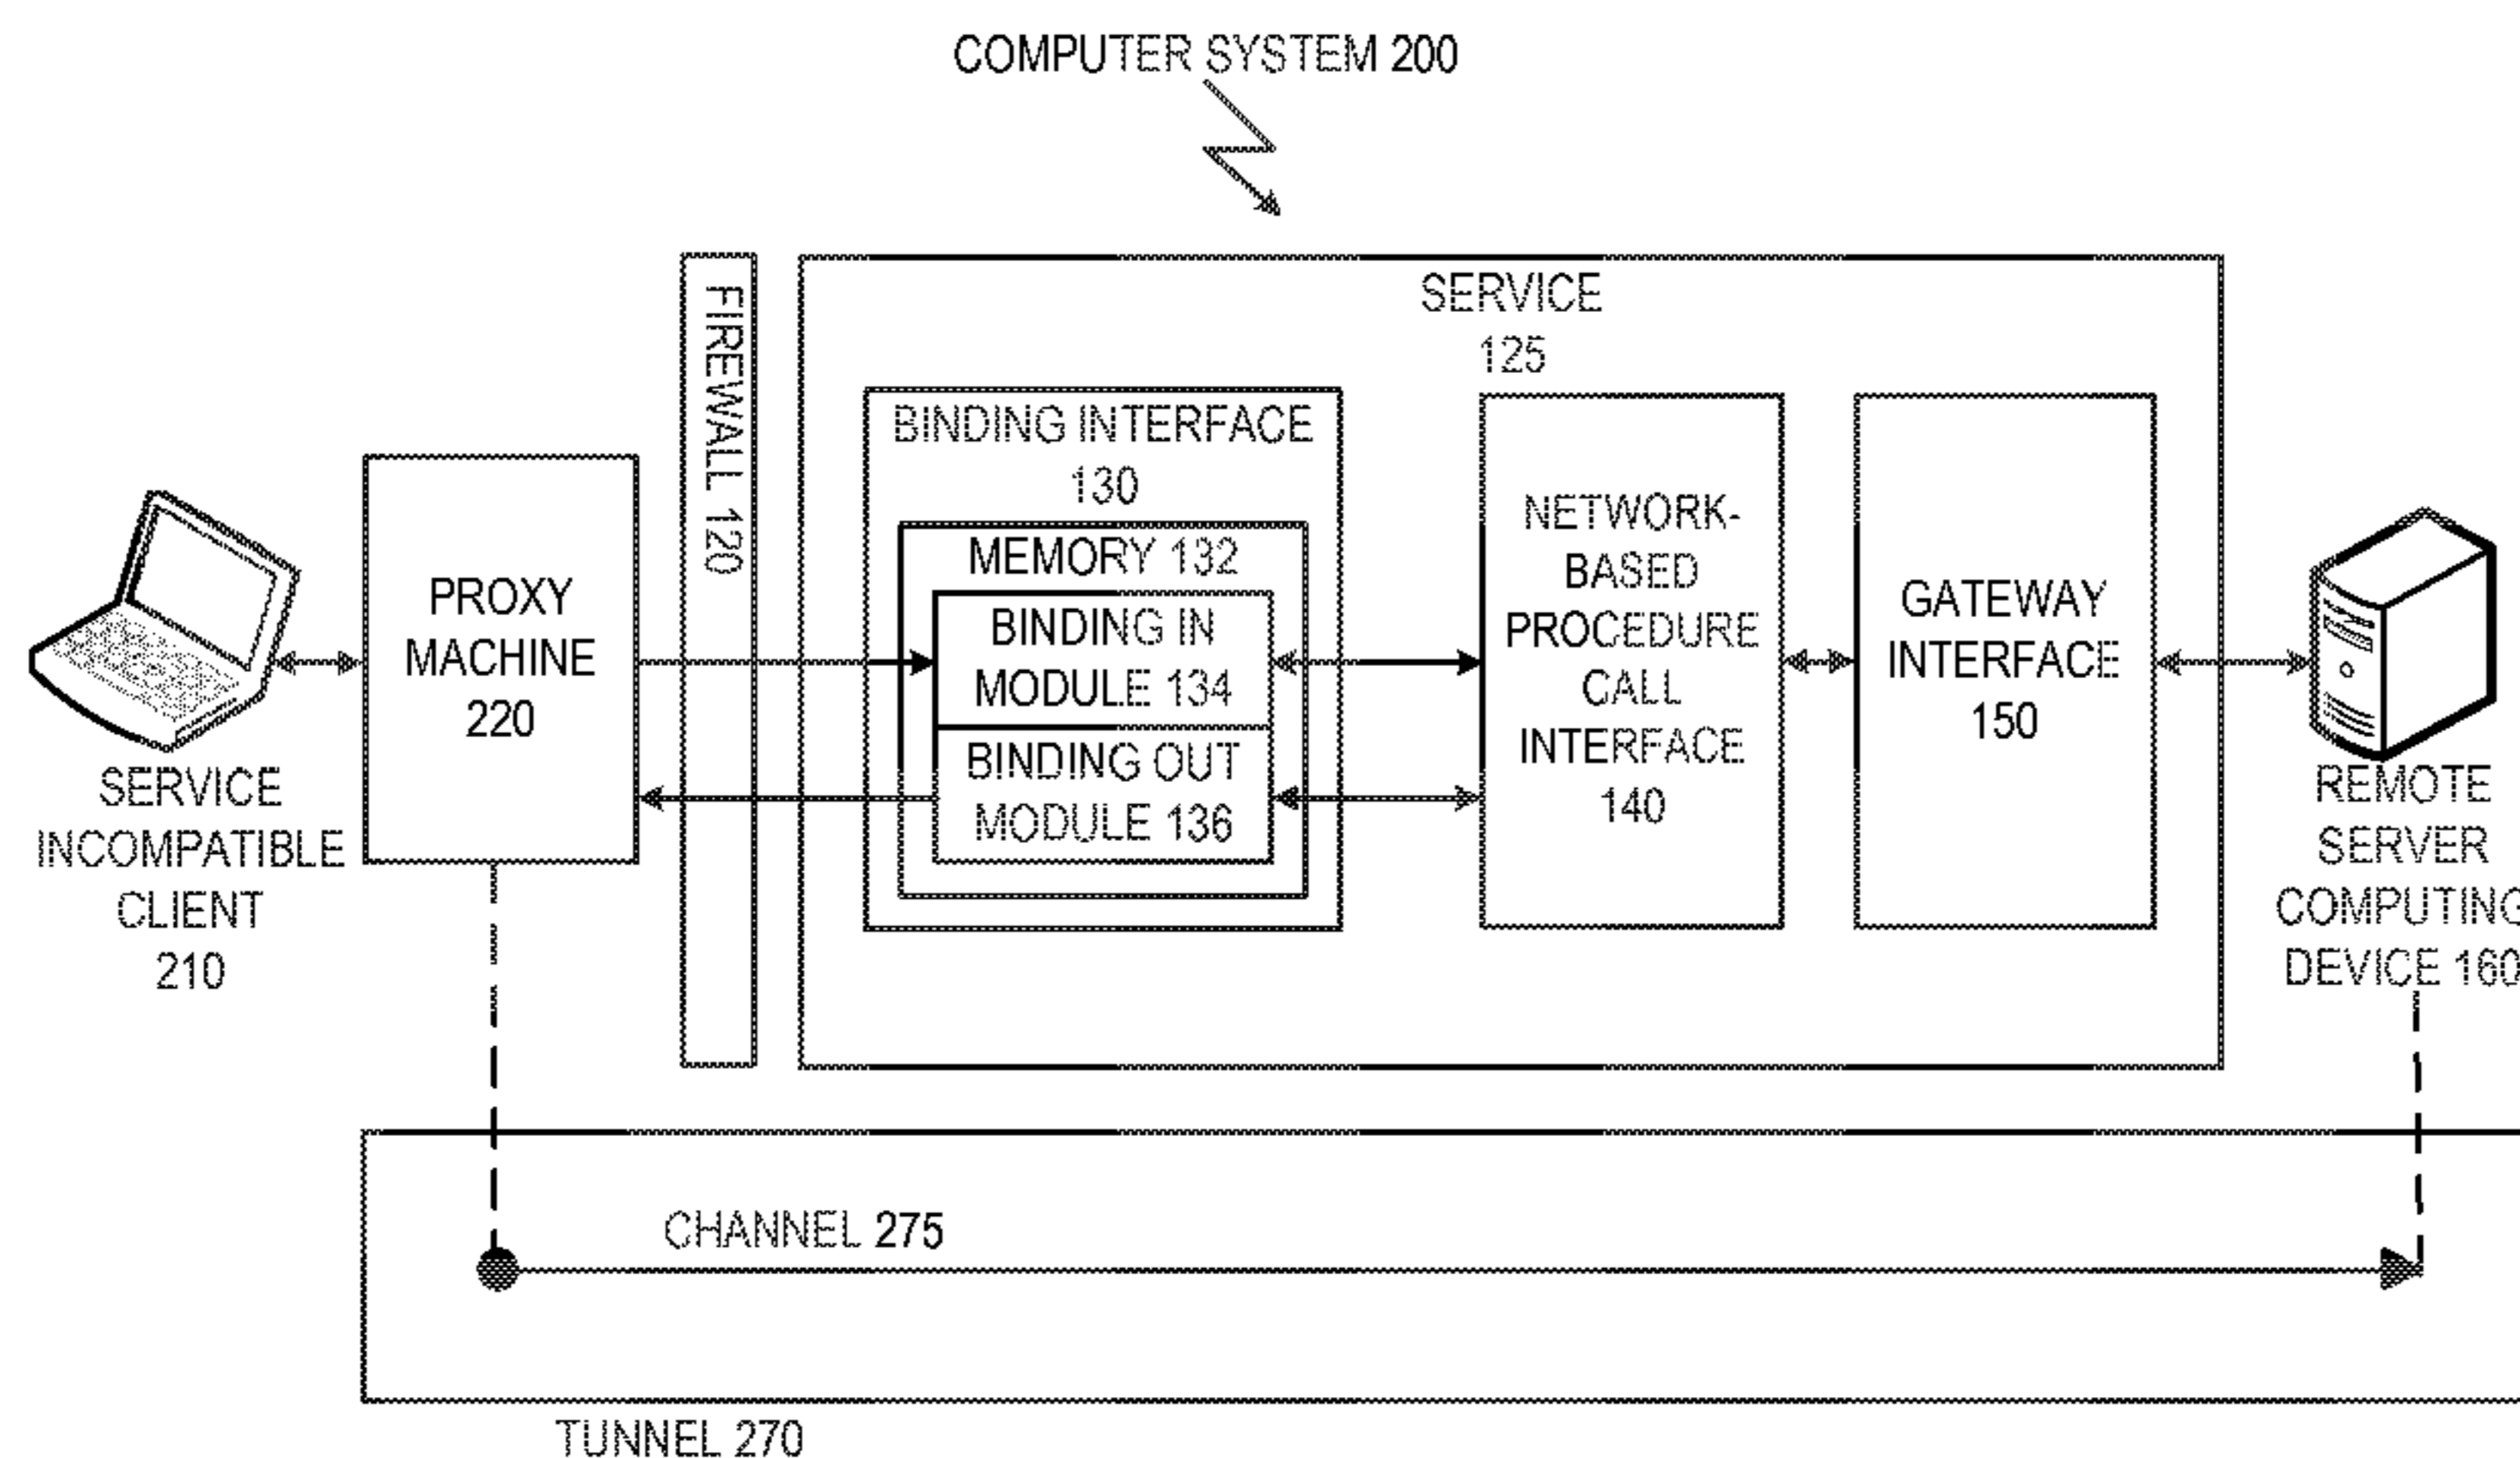 COMPUTER SYSTEM 200
SERVICE
125
FIREWALL 120
BINDING INTERFACE
130
MEMORY 132
BINDING IN
MODULE 134
BINDING OUT
MODULE 136
NETWORK-
BASED
PROCEDURE
CALL
INTERFACE
140
GATEWAY
INTERFACE
150
PROXY
MACHINE
220
SERVICE
INCOMPATIBLE
CLIENT
210
REMOTE
SERVER
COMPUTING
DEVICE 160
CHANNEL 275
TUNNEL 270